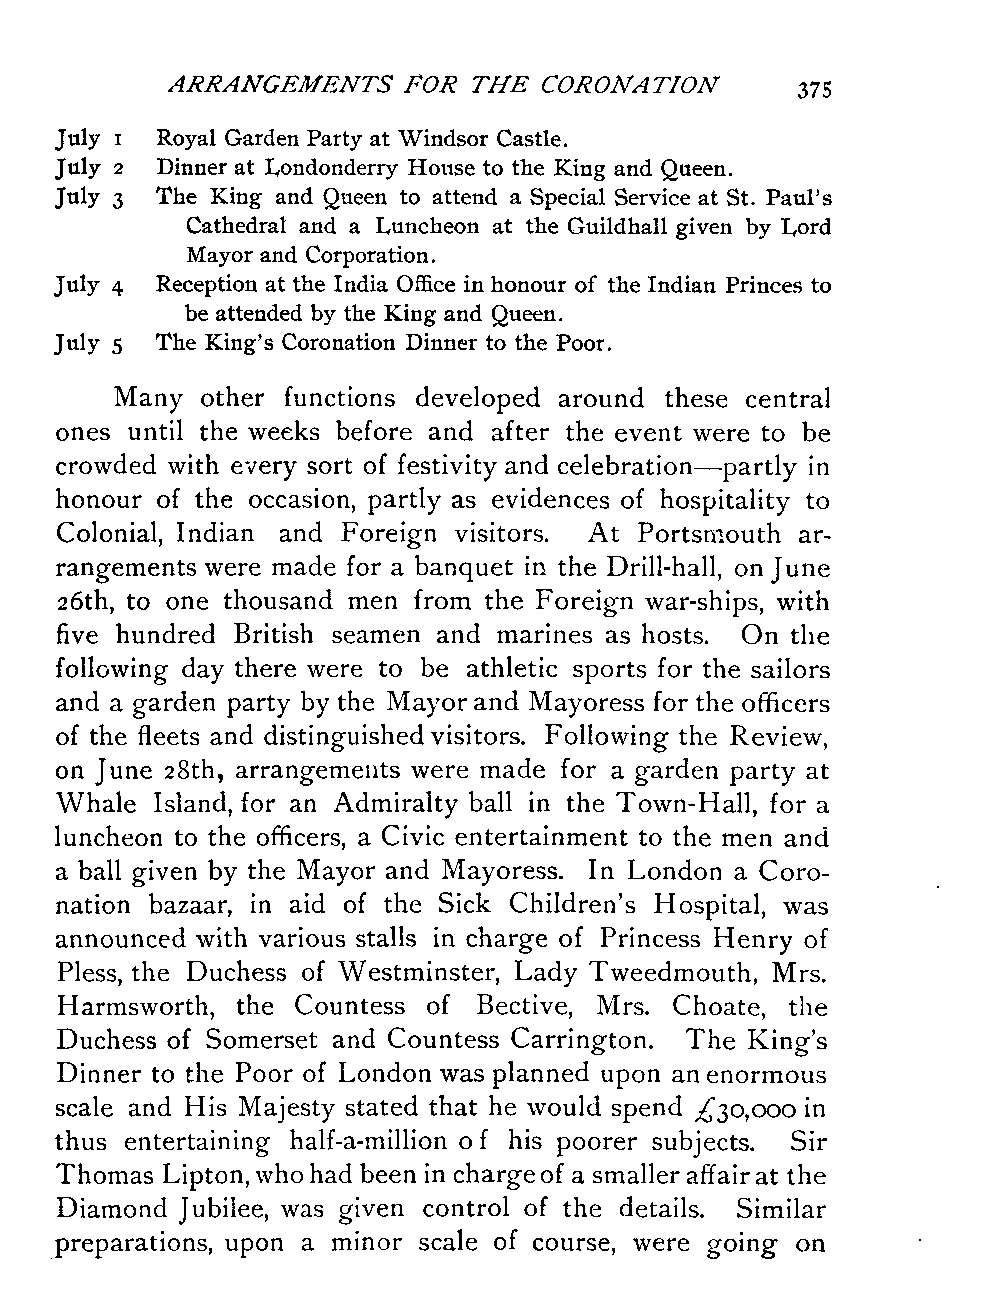 ARRANGEMENTS FOR THE CORONATION 375
July 1 Royal Garden Party at Windsor Castle.
July 2 Dinner at Londonderry House to the King and Queen.
July 3 The King and Queen to attend a Special Service at St. Paul's
Cathedral and a Luncheon at the Guildhall given by Lord
Mayor and Corporation.
July 4 Reception at the India Office in honour of the Indian Princes to
be attended by the King and Queen.
July 5 The King's Coronation Dinner to the Poor.
Many other functions developed around these central
ones until the weeks before and after the event were to be
crowded with every sort of festivity and celebration—partly in
honour of the occasion, partly as evidences of hospitality to
Colonial, Indian and Foreign visitors. At Portsmouth ar-
rangements were made for a banquet in the Drill-hall, on June
26th, to one thousand men from the Foreign war-ships, with
five hundred British seamen and marines as hosts. On the
following day there were to be athletic sports for the sailors
and a garden party by the Mayor and Mayoress for the officers
of the fleets and distinguished visitors. Following the Review,
on June 28th, arrangements were made for a garden party at
Whale Island, for an Admiralty ball in the Town-Hall, for a
luncheon to the officers, a Civic entertainment to the men and
a ball given by the Mayor and Mayoress. In London a Coro-
nation bazaar, in aid of the Sick Children's Hospital, was
announced with various stalls in charge of Princess Henry of
Pless, the Duchess of Westminster, Lady Tweedmouth, Mrs.
Harmsworth, the Countess of Bective, Mrs. Choate, the
Duchess of Somerset and Countess Carrington. The King's
Dinner to the Poor of London was planned upon an enormous
scale and His Majesty stated that he would spend £30,000 in
thus entertaining half-a-million of his poorer subjects. Sir
Thomas Lipton, who had been in charge of a smaller affair at the
Diamond Jubilee, was given control of the details. Similar
preparations, upon a minor scale of course, were going on